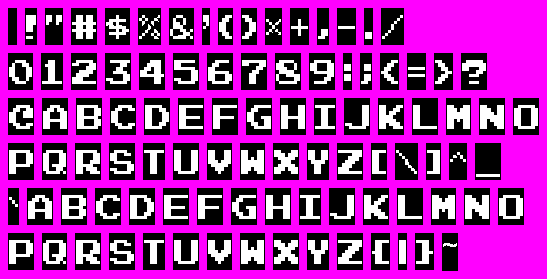 !"#$%&'()*+,-./
0123456789:;<=>?
@ABCDEFGHIJKLMNO
PQRSTUVWXYZ[\]^_
`ABCDEFGHIJKLMNO
PQRSTUVWXYZ{|}~